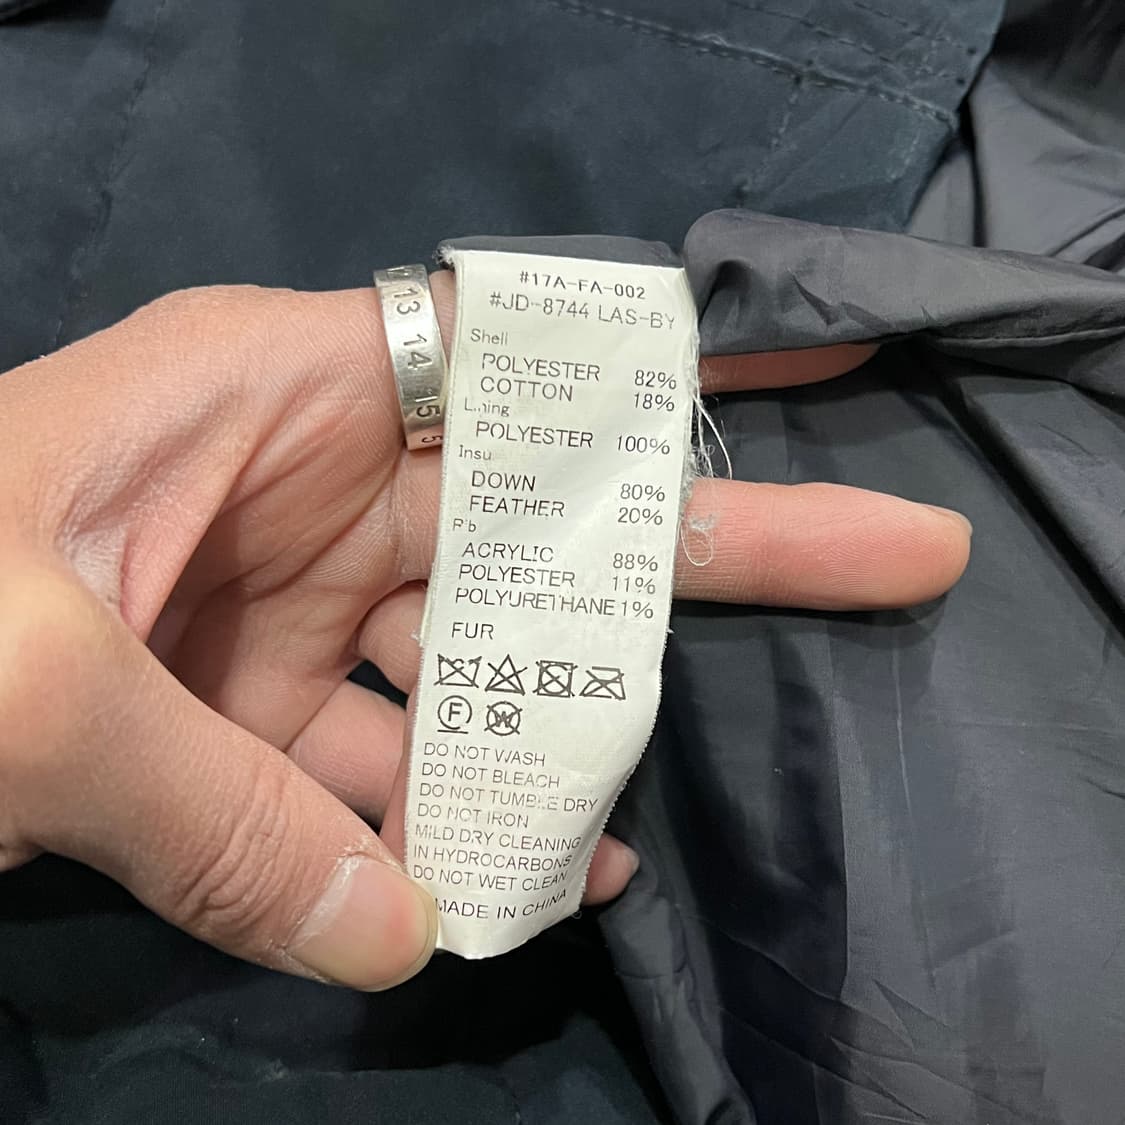 #17A-FA-002
#JD-8744 LAS-BY
Shell
POLYESTER 82%
COTTON 18%
Lining
POLYESTER 100%
Insu
DOWN 80%
FEATHER 20%
Rib
ACRYLIC 88%
POLYESTER 11%
POLYURETHANE 1%
FUR
F
W
DO NOT WASH
DO NOT BLEACH
DO NOT TUMBLE DRY
DO NOT IRON
MILD DRY CLEANING
IN HYDROCARBONS
DO NOT WET CLEAN
MADE IN CHINA
13
14
15